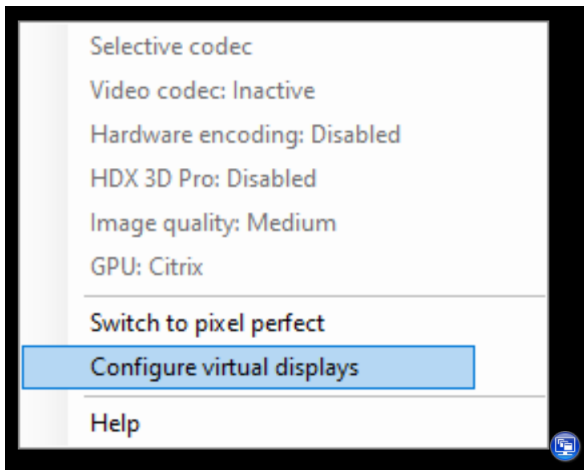 Selective codec
Video codec: Inactive
Hardware encoding: Disabled
HDX 3D Pro: Disabled
Image quality: Medium
GPU: Citrix
Switch to pixel perfect
Configure virtual displays
Help